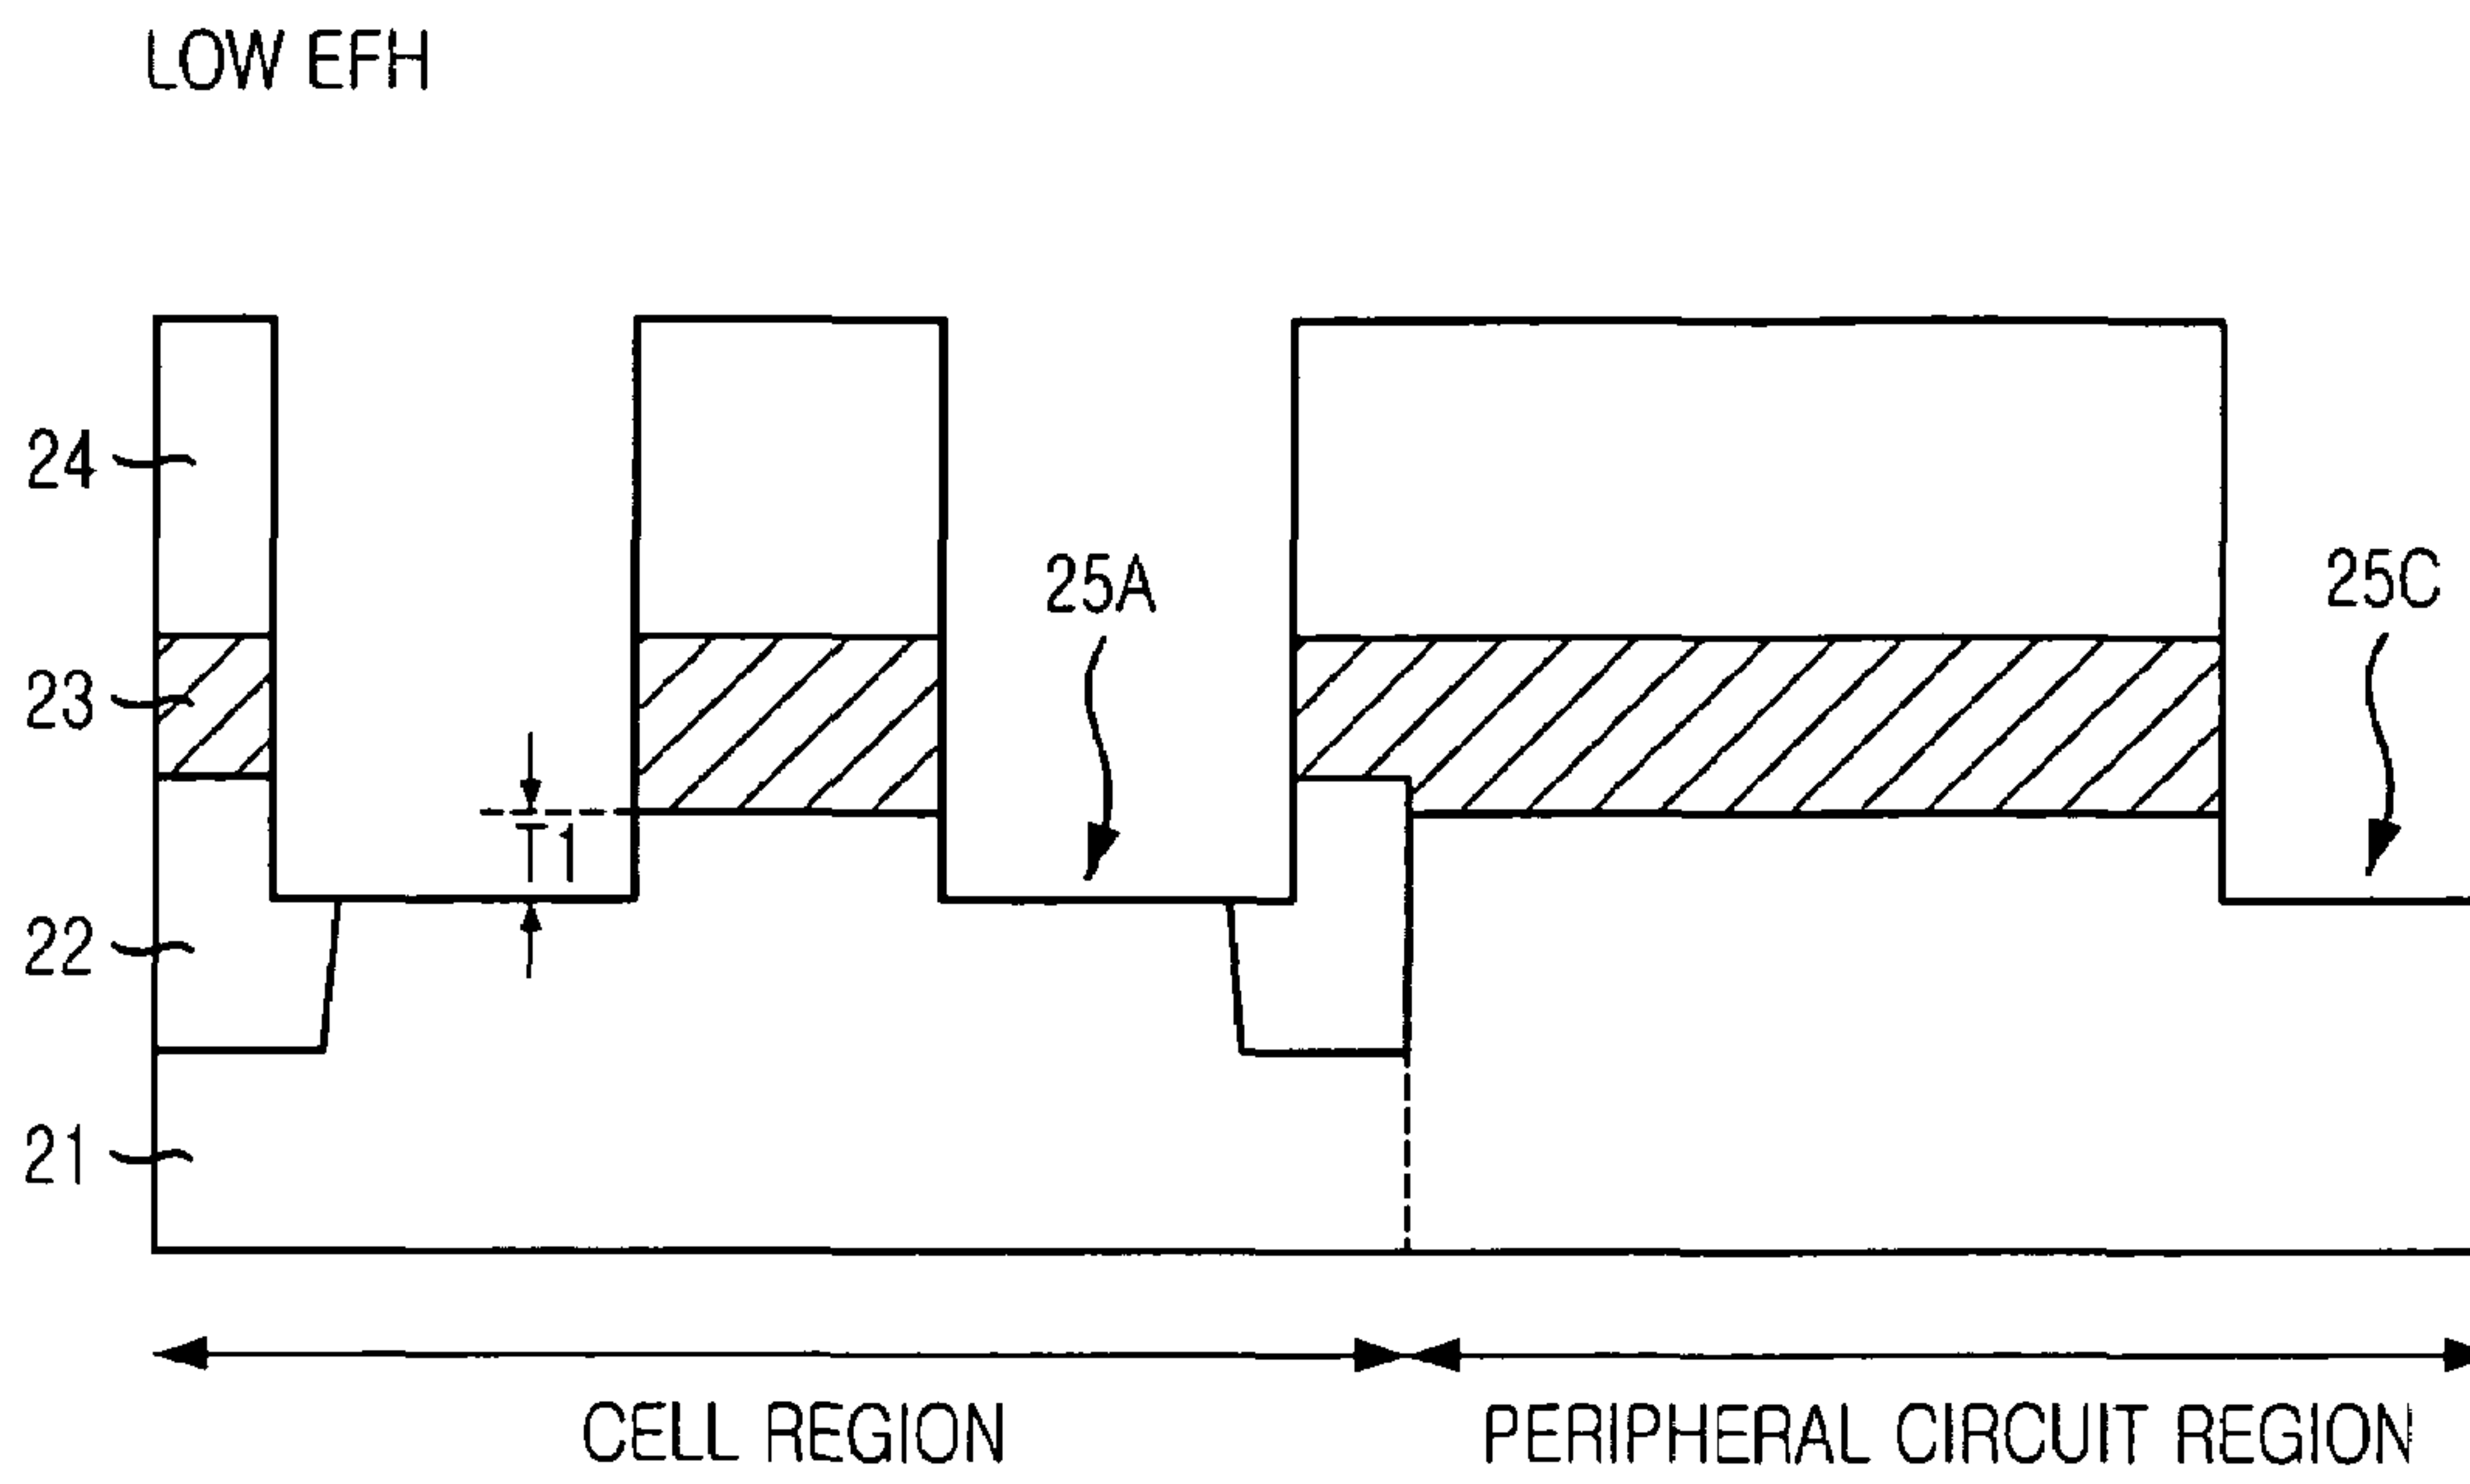 LOW EFH
24
25A
25C
23
T1
22
21
CELL REGION
PERIPHERAL CIRCUIT REGION